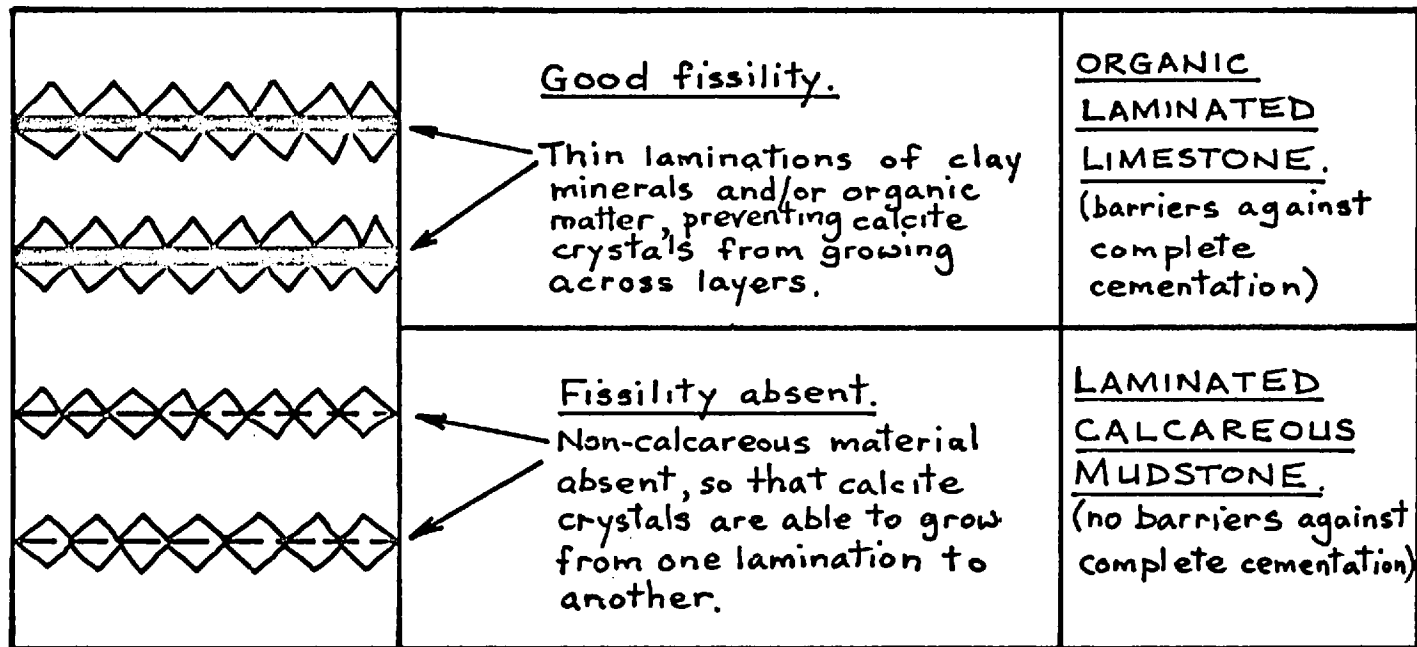 Good fissility.
Thin laminations of clay
minerals and/or organic
matter, preventing calcite
crystals from growing
across layers.
ORGANIC
LAMINATED
LIMESTONE.
(barriers against
complete
cementation)
Fissility absent.
Non-calcareous material
absent, so that calcite
crystals are able to grow
from one lamination to
another.
LAMINATED
CALCAREOUS
MUDSTONE.
(no barriers against
complete cementation)